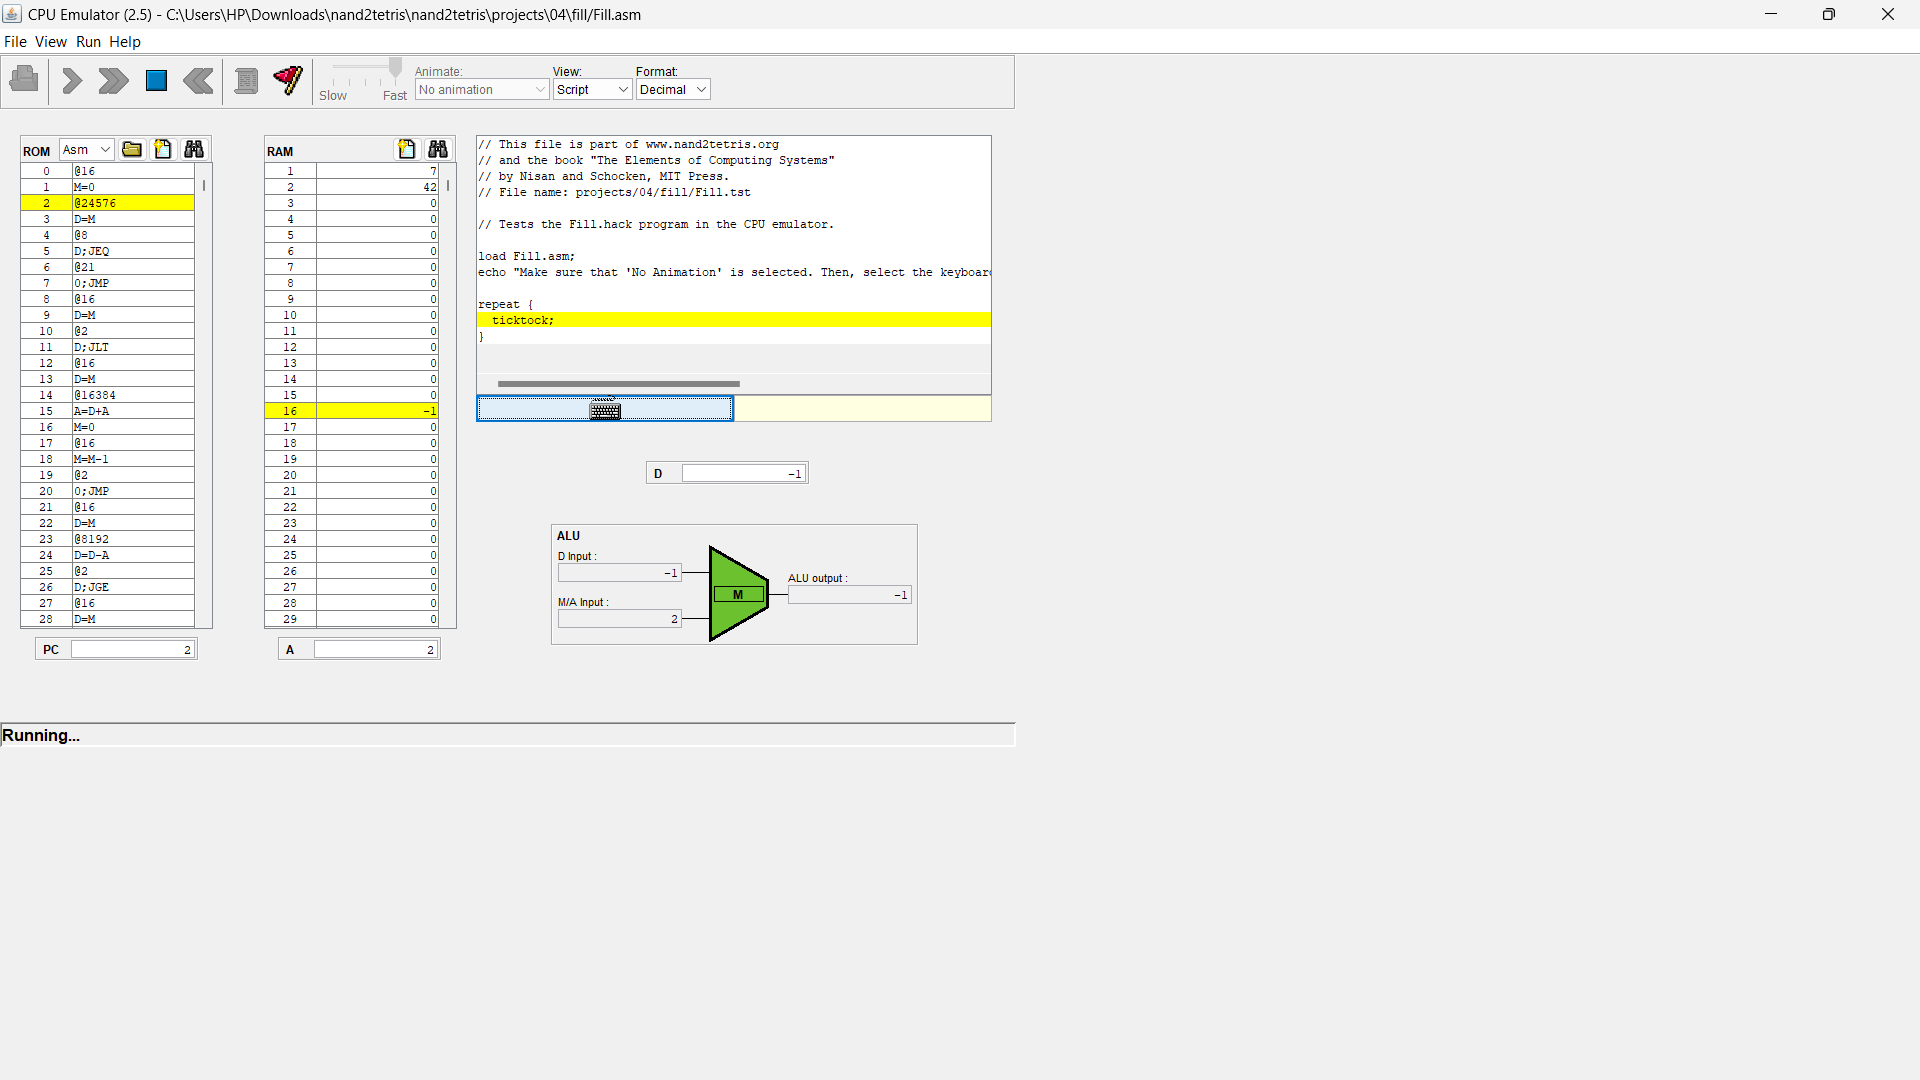 CPU Emulator (2.5) - C:\Users\HP\Downloads\nand2tetris\nand2tetris\projects\04\fill/Fill.asm
File View Run Help
Slow Fast
Animate:
No animation
View:
Script
Format:
Decimal
ROM Asm
0 @16
1 M=0
2 @24576
3 D=M
4 @8
5 D;JEQ
6 @21
7 0;JMP
8 @16
9 D=M
10 @2
11 D;JLT
12 @16
13 D=M
14 @16384
15 A=D+A
16 M=0
17 @16
18 M=M-1
19 @2
20 0;JMP
21 @16
22 D=M
23 @8192
24 D=D-A
25 @2
26 D;JGE
27 @16
28 D=M
PC 2
RAM
1 7
2 42
3 0
4 0
5 0
6 0
7 0
8 0
9 0
10 0
11 0
12 0
13 0
14 0
15 0
16 -1
17 0
18 0
19 0
20 0
21 0
22 0
23 0
24 0
25 0
26 0
27 0
28 0
29 0
A 2
// This file is part of www.nand2tetris.org
// and the book "The Elements of Computing Systems"
// by Nisan and Schocken, MIT Press.
// File name: projects/04/fill/Fill.tst
// Tests the Fill.hack program in the CPU emulator.
load Fill.asm;
echo "Make sure that 'No Animation' is selected. Then, select the keyboard
repeat {
ticktock;
}
D -1
ALU
D Input :
-1
M/A Input :
2
M
ALU output :
-1
Running...